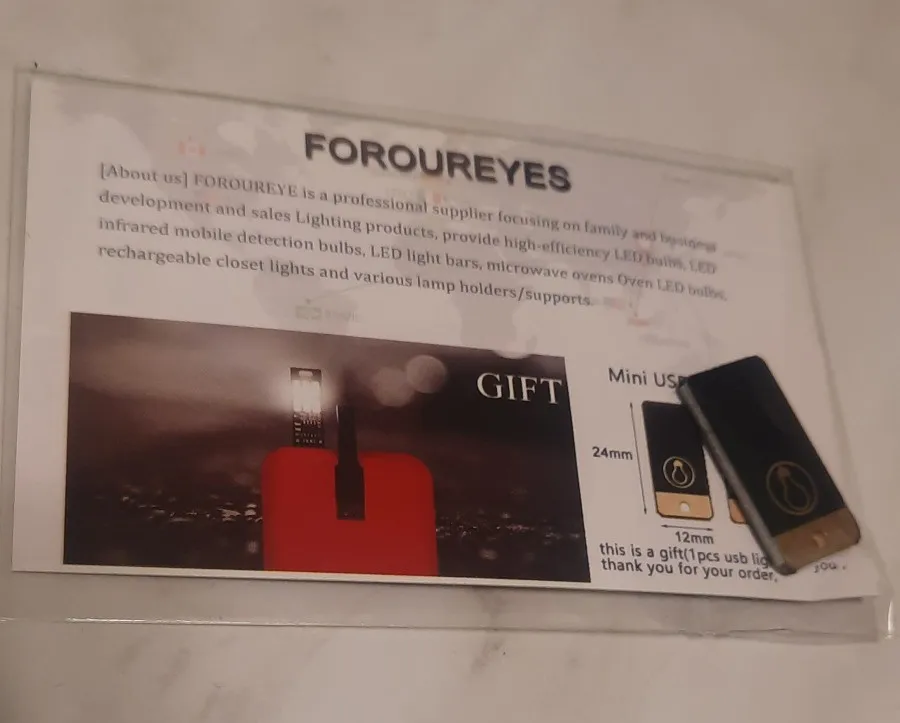 FOROUREYES
[About us] FOROUREYE is a professional supplier focusing on family and business
development and sales Lighting products, provide high-efficiency LED bulbs, LED
infrared mobile detection bulbs, LED light bars, microwave ovens Oven LED bulbs,
rechargeable closet lights and various lamp holders/supports.
GIFT
Mini US
24mm
12mm
this is a gift(1pcs usb lig you .
thank you for your order,